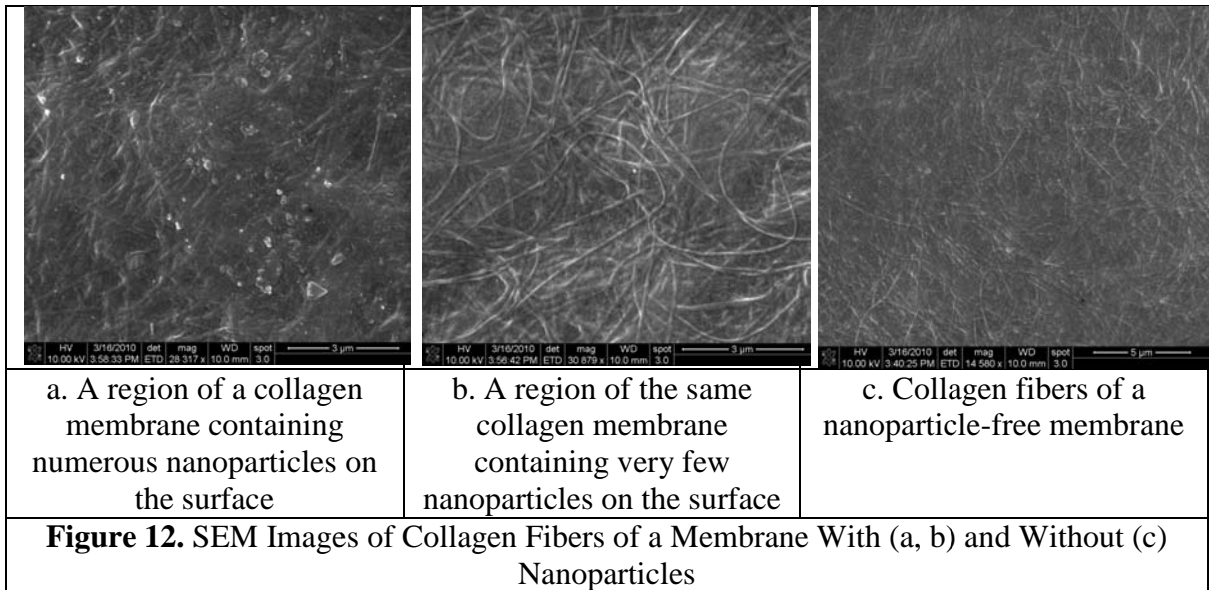 HV 3/16/2010 det mag WD spot
10.00 kV 3:58:33 PM ETD 28 317 x 10.0 mm 3.0 3 µm
HV 3/16/2010 det mag WD spot
10.00 kV 3:56:42 PM ETD 30 879 x 10.0 mm 3.0 3 µm
HV 3/16/2010 det mag WD spot
10.00 kV 3:40:25 PM ETD 14 580 x 10.0 mm 3.0 5 µm
a. A region of a collagen
membrane containing
numerous nanoparticles on
the surface
b. A region of the same
collagen membrane
containing very few
nanoparticles on the surface
c. Collagen fibers of a
nanoparticle-free membrane
Figure 12. SEM Images of Collagen Fibers of a Membrane With (a, b) and Without (c)
Nanoparticles